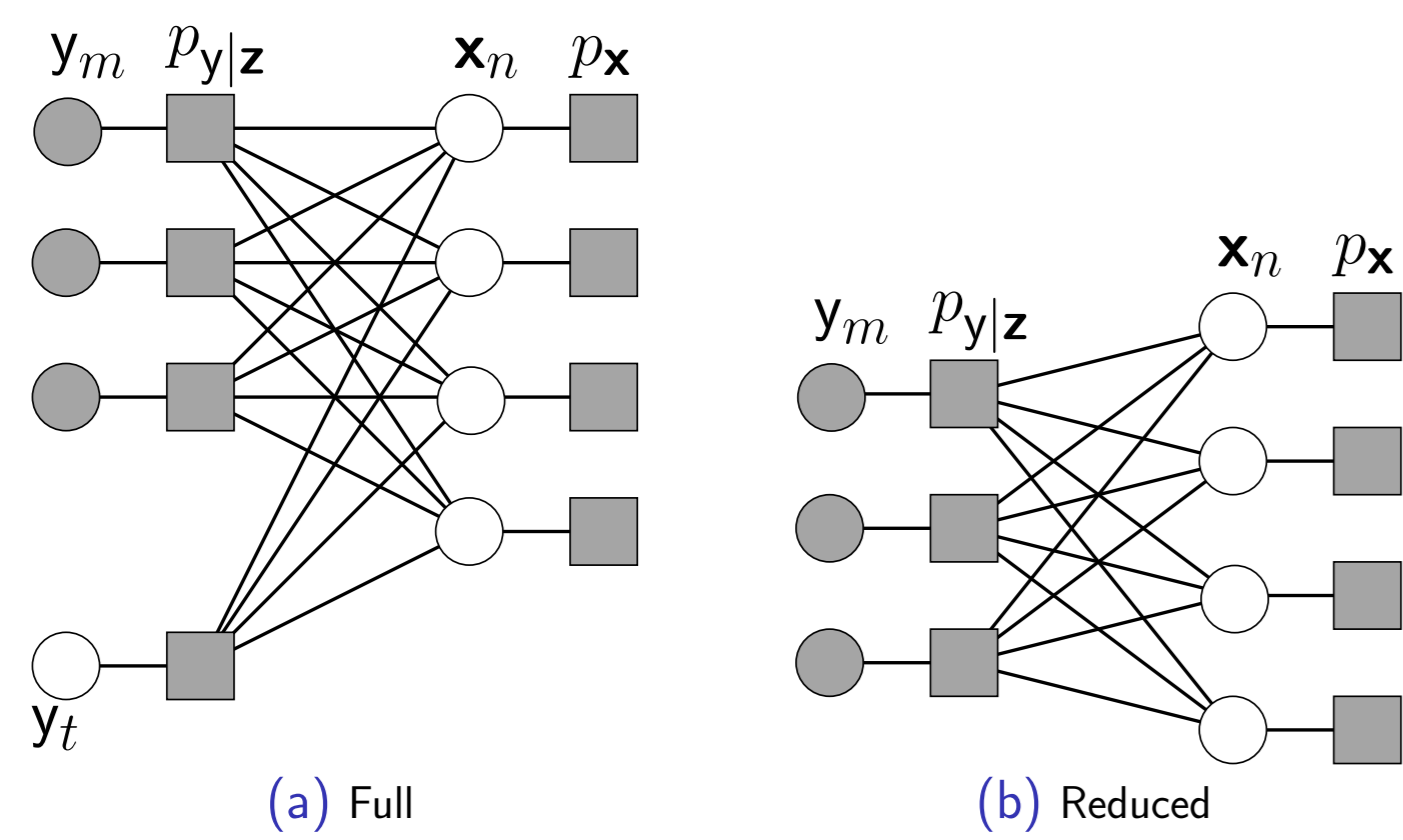 y_m p_{y|z} x_n p_x
x_n p_x
y_m p_{y|z}
y_t
(a) Full (b) Reduced